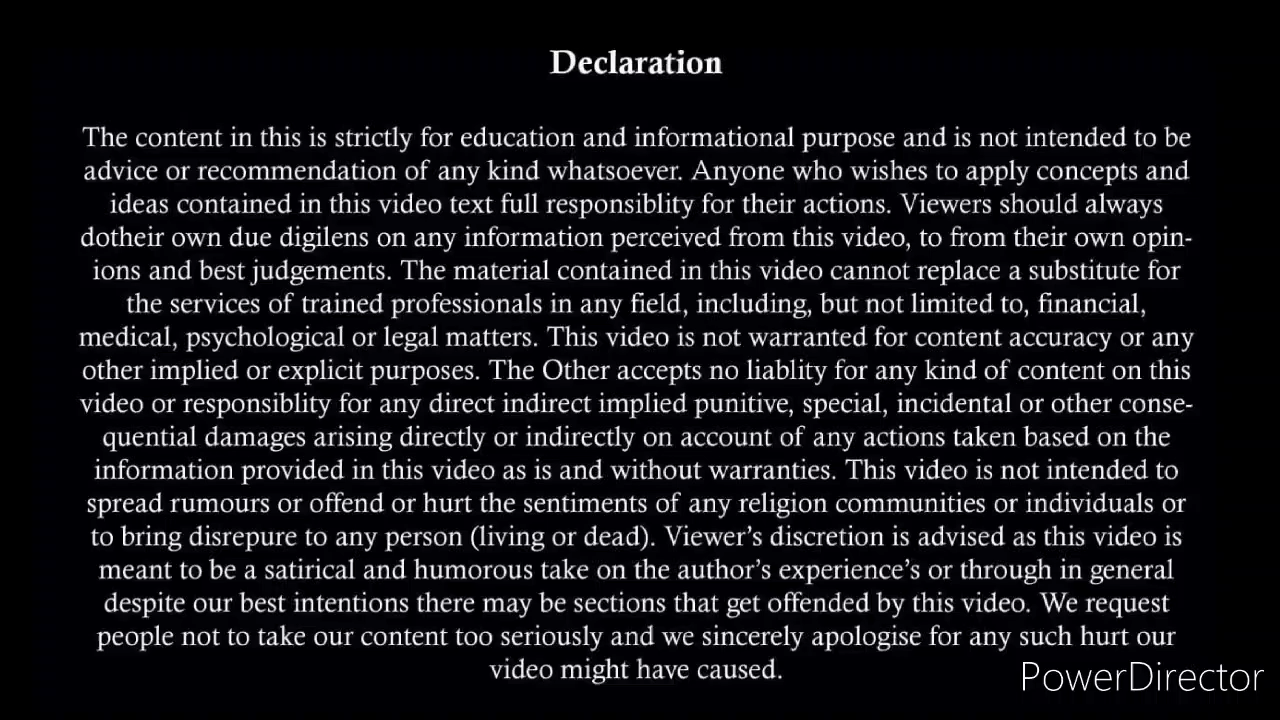 Declaration
The content in this is strictly for education and informational purpose and is not intended to be
advice or recommendation of any kind whatsoever. Anyone who wishes to apply concepts and
ideas contained in this video text full responsiblity for their actions. Viewers should always
dotheir own due digilens on any information perceived from this video, to from their own opin-
ions and best judgements. The material contained in this video cannot replace a substitute for
the services of trained professionals in any field, including, but not limited to, financial,
medical, psychological or legal matters. This video is not warranted for content accuracy or any
other implied or explicit purposes. The Other accepts no liablity for any kind of content on this
video or responsiblity for any direct indirect implied punitive, special, incidental or other conse-
quential damages arising directly or indirectly on account of any actions taken based on the
information provided in this video as is and without warranties. This video is not intended to
spread rumours or offend or hurt the sentiments of any religion communities or individuals or
to bring disrepure to any person (living or dead). Viewer’s discretion is advised as this video is
meant to be a satirical and humorous take on the author’s experience’s or through in general
despite our best intentions there may be sections that get offended by this video. We request
people not to take our content too seriously and we sincerely apologise for any such hurt our
video might have caused.
PowerDirector